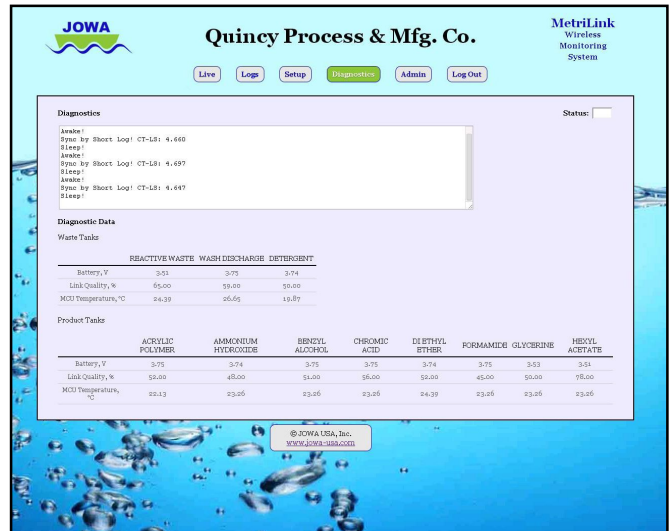 JOWA
Quincy Process & Mfg. Co.
MetriLink
Wireless
Monitoring
System
Live Logs Setup Diagnostics Admin Log Out
Diagnostics
Status:
Awake!
Sync by Short Log! CT-LS: 4.660
Sleep!
Awake!
Sync by Short Log! CT-LS: 4.697
Sleep!
Awake!
Sync by Short Log! CT-LS: 4.647
Sleep!
Diagnostic Data
Waste Tanks
REACTIVE WASTE WASH DISCHARGE DETERGENT
Battery, V 3.51 3.75 3.74
Link Quality, % 65.00 59.00 50.00
MCU Temperature, °C 24.39 26.65 19.87
Product Tanks
ACRYLIC POLYMER AMMONIUM HYDROXIDE BENZYL ALCOHOL CHROMIC ACID DI ETHYL ETHER FORMAMIDE GLYCERINE HEXYL ACETATE
Battery, V 3.75 3.74 3.75 3.75 3.74 3.75 3.53 3.51
Link Quality, % 52.00 48.00 51.00 56.00 52.00 45.00 50.00 78.00
MCU Temperature, °C 22.13 23.26 23.26 23.26 24.39 23.26 23.26 23.26
© JOWA USA, Inc.
www.jowa-usa.com